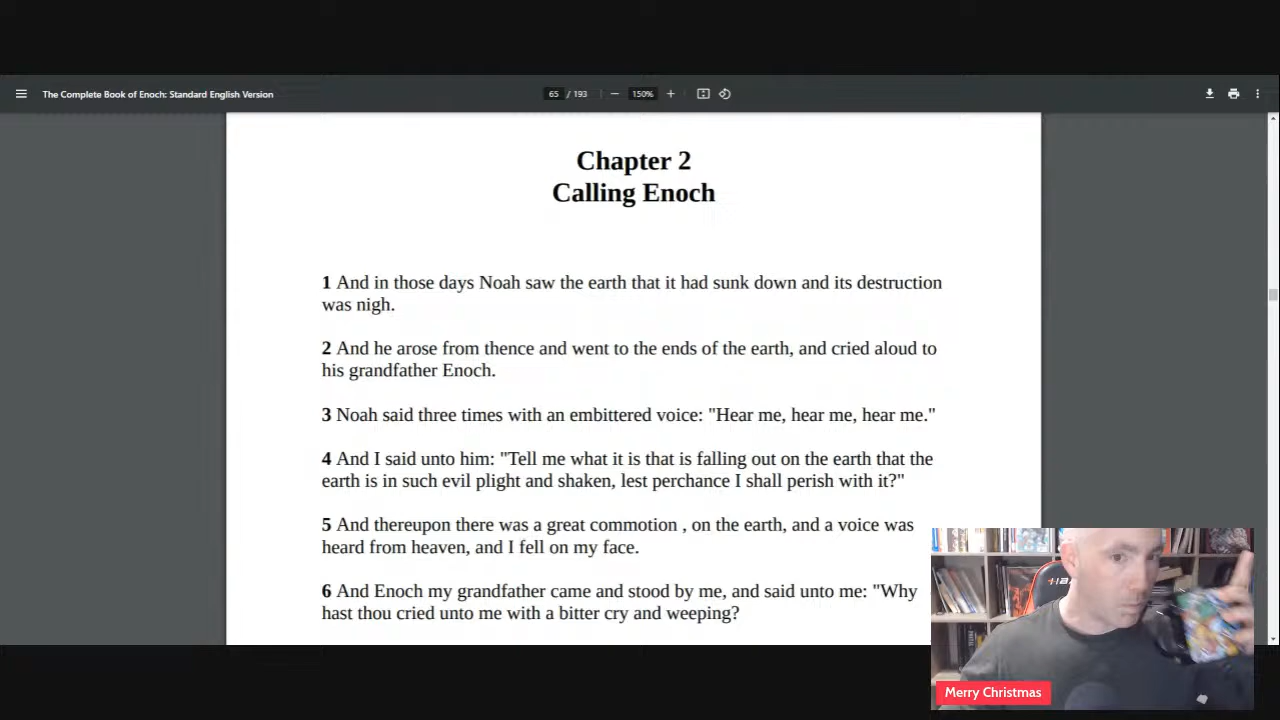 The Complete Book of Enoch: Standard English Version
65 / 193
150%
Chapter 2
Calling Enoch
1 And in those days Noah saw the earth that it had sunk down and its destruction
was nigh.
2 And he arose from thence and went to the ends of the earth, and cried aloud to
his grandfather Enoch.
3 Noah said three times with an embittered voice: "Hear me, hear me, hear me."
4 And I said unto him: "Tell me what it is that is falling out on the earth that the
earth is in such evil plight and shaken, lest perchance I shall perish with it?"
5 And thereupon there was a great commotion , on the earth, and a voice was
heard from heaven, and I fell on my face.
6 And Enoch my grandfather came and stood by me, and said unto me: "Why
hast thou cried unto me with a bitter cry and weeping?
Merry Christmas